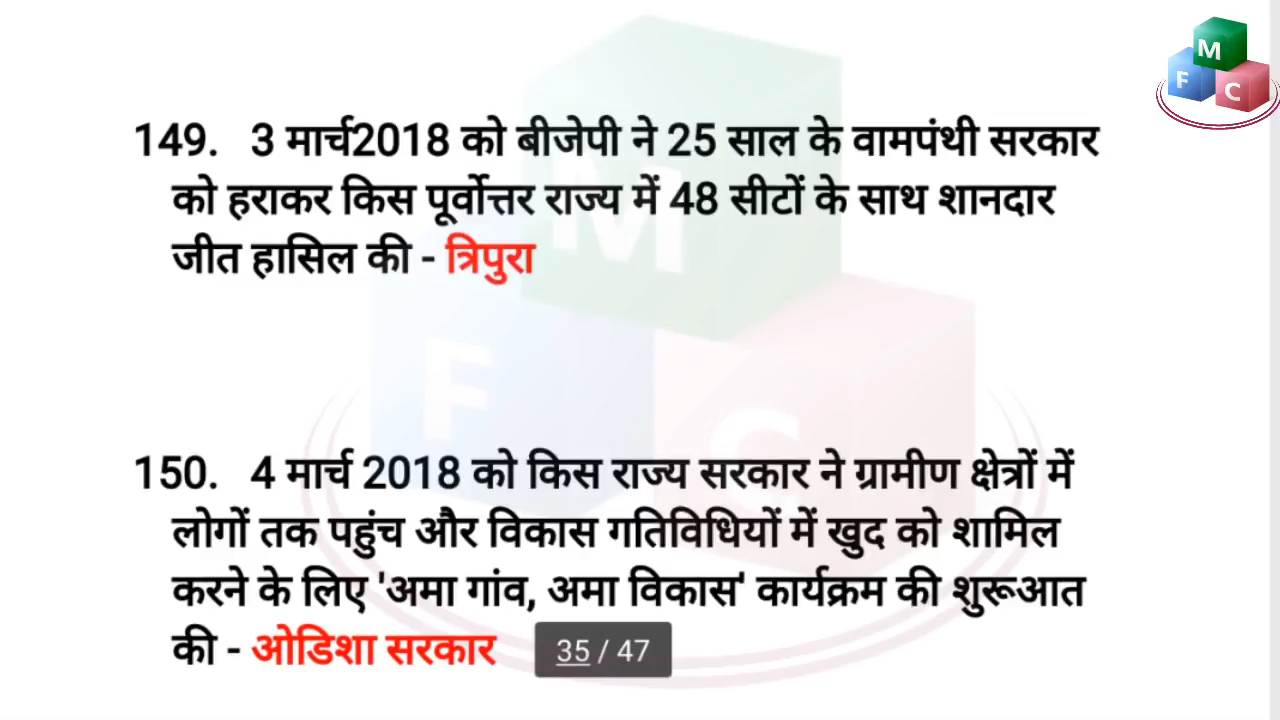 M
F C
149. 3 मार्च2018 को बीजेपी ने 25 साल के वामपंथी सरकार
को हराकर किस पूर्वोत्तर राज्य में 48 सीटों के साथ शानदार
जीत हासिल की - त्रिपुरा
M
F
C
150. 4 मार्च 2018 को किस राज्य सरकार ने ग्रामीण क्षेत्रों में
लोगों तक पहुंच और विकास गतिविधियों में खुद को शामिल
करने के लिए 'अमा गांव, अमा विकास' कार्यक्रम की शुरूआत
की - ओडिशा सरकार
35 / 47